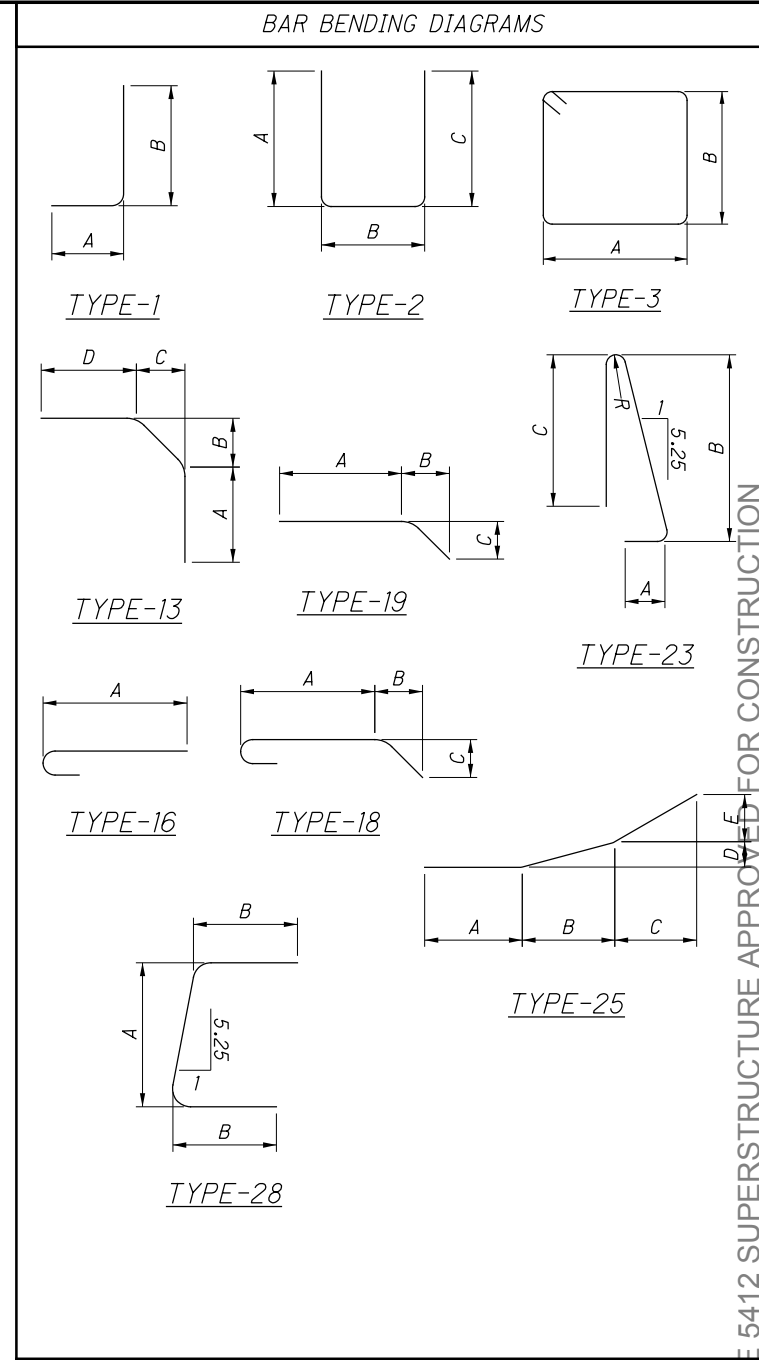 BAR BENDING DIAGRAMS
A
B
TYPE-1
A
B
C
TYPE-2
A
B
TYPE-3
D
C
B
A
TYPE-13
A
B
C
TYPE-19
C
R
1
5.25
B
A
TYPE-23
A
TYPE-16
A
B
C
TYPE-18
A
B
C
D
E
TYPE-25
B
A
5.25
1
B
TYPE-28
5412 SUPERSTRUCTURE APPROVED FOR CONSTRUCTION